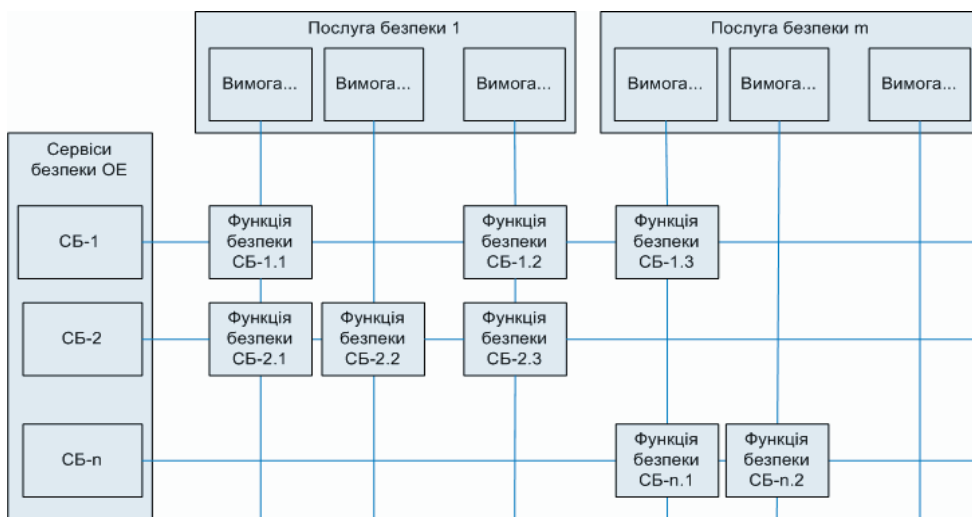 Послуга безпеки 1
Послуга безпеки m
Вимога...
Вимога...
Вимога...
Вимога...
Вимога...
Вимога...
Сервіси
безпеки ОЕ
СБ-1
Функція
безпеки
СБ-1.1
Функція
безпеки
СБ-1.2
Функція
безпеки
СБ-1.3
СБ-2
Функція
безпеки
СБ-2.1
Функція
безпеки
СБ-2.2
Функція
безпеки
СБ-2.3
СБ-n
Функція
безпеки
СБ-n.1
Функція
безпеки
СБ-n.2